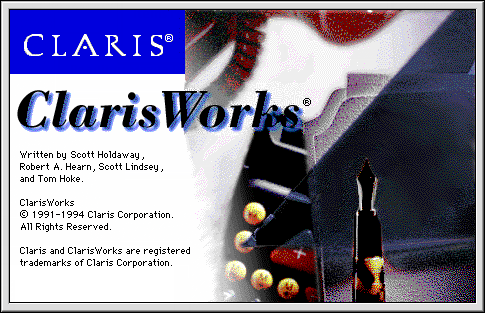 CLARIS®
ClarisWorks®
Written by Scott Holdaway,
Robert A. Hearn, Scott Lindsey,
and Tom Hoke.
ClarisWorks
© 1991-1994 Claris Corporation.
All Rights Reserved.
Claris and ClarisWorks are registered
trademarks of Claris Corporation.